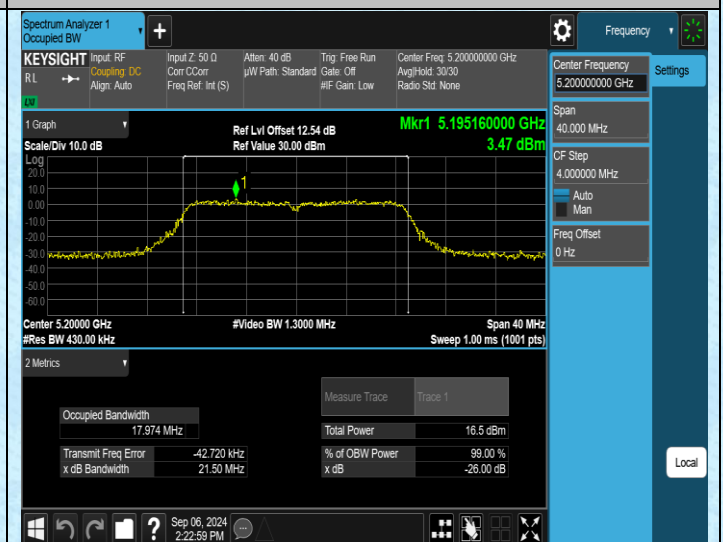 Spectrum Analyzer 1
Occupied BW
Frequency
KEYSIGHT
R L
LXI
Input: RF
Coupling: DC
Align: Auto
Input Z: 50 Ω
Corr CCorr
Freq Ref: Int (S)
Atten: 40 dB
µW Path: Standard
Trig: Free Run
Gate: Off
#IF Gain: Low
Center Freq: 5.200000000 GHz
Avg|Hold: 30/30
Radio Std: None
Center Frequency
5.200000000 GHz
Settings
Span
40.000 MHz
CF Step
4.000000 MHz
Auto
Man
Freq Offset
0 Hz
1 Graph
Scale/Div 10.0 dB
Ref Lvl Offset 12.54 dB
Ref Value 30.00 dBm
Mkr1 5.195160000 GHz
3.47 dBm
Log
20.0
10.0
0.00
-10.0
-20.0
-30.0
-40.0
-50.0
-60.0
1
Center 5.20000 GHz
#Res BW 430.00 kHz
#Video BW 1.3000 MHz
Span 40 MHz
Sweep 1.00 ms (1001 pts)
2 Metrics
Measure Trace Trace 1
Occupied Bandwidth
17.974 MHz
Total Power 16.5 dBm
Transmit Freq Error -42.720 kHz
% of OBW Power 99.00 %
x dB Bandwidth 21.50 MHz
x dB -26.00 dB
Local
Sep 06, 2024
2:22:59 PM